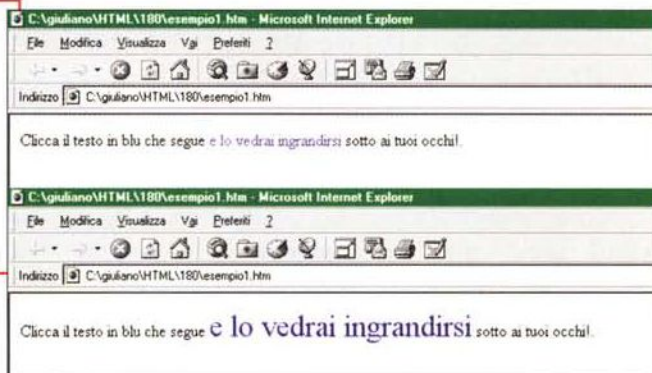 C:\giuliano\HTML\180\esempio1.htm - Microsoft Internet Explorer
File Modifica Visualizza Vai Preferiti ?
Indirizzo C:\giuliano\HTML\180\esempio1.htm
Clicca il testo in blu che segue e lo vedrai ingrandirsi sotto ai tuoi occhi!.
C:\giuliano\HTML\180\esempio1.htm - Microsoft Internet Explorer
File Modifica Visualizza Vai Preferiti ?
Indirizzo C:\giuliano\HTML\180\esempio1.htm
Clicca il testo in blu che segue e lo vedrai ingrandirsi sotto ai tuoi occhi!.